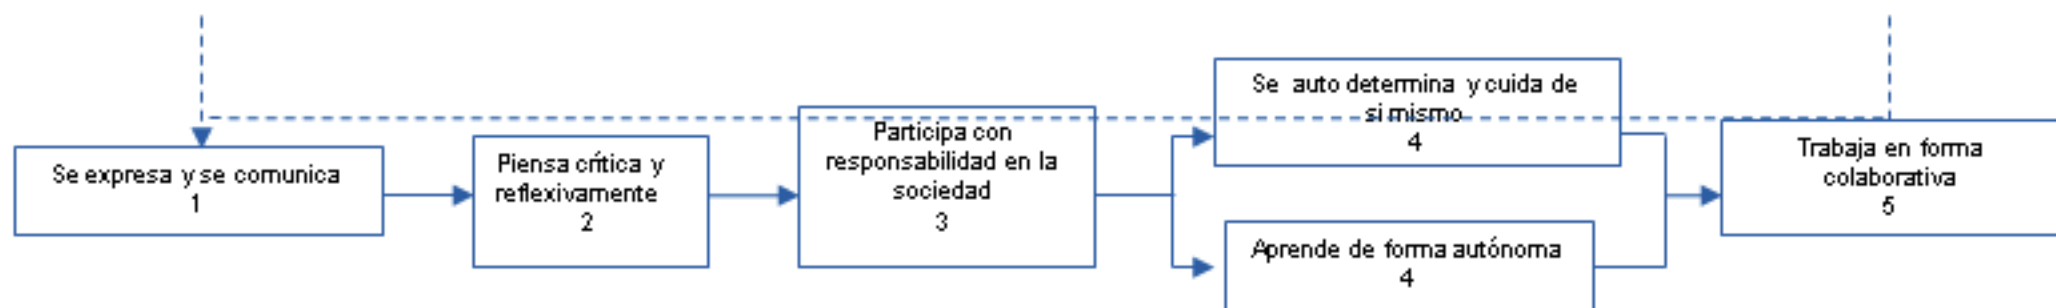 Se expresa y se comunica
1
Piensa crítica y
reflexivamente
2
Participa con
responsabilidad en la
sociedad
3
Se auto determina y cuida de
si mismo
4
Aprende de forma autónoma
4
Trabaja en forma
colaborativa
5